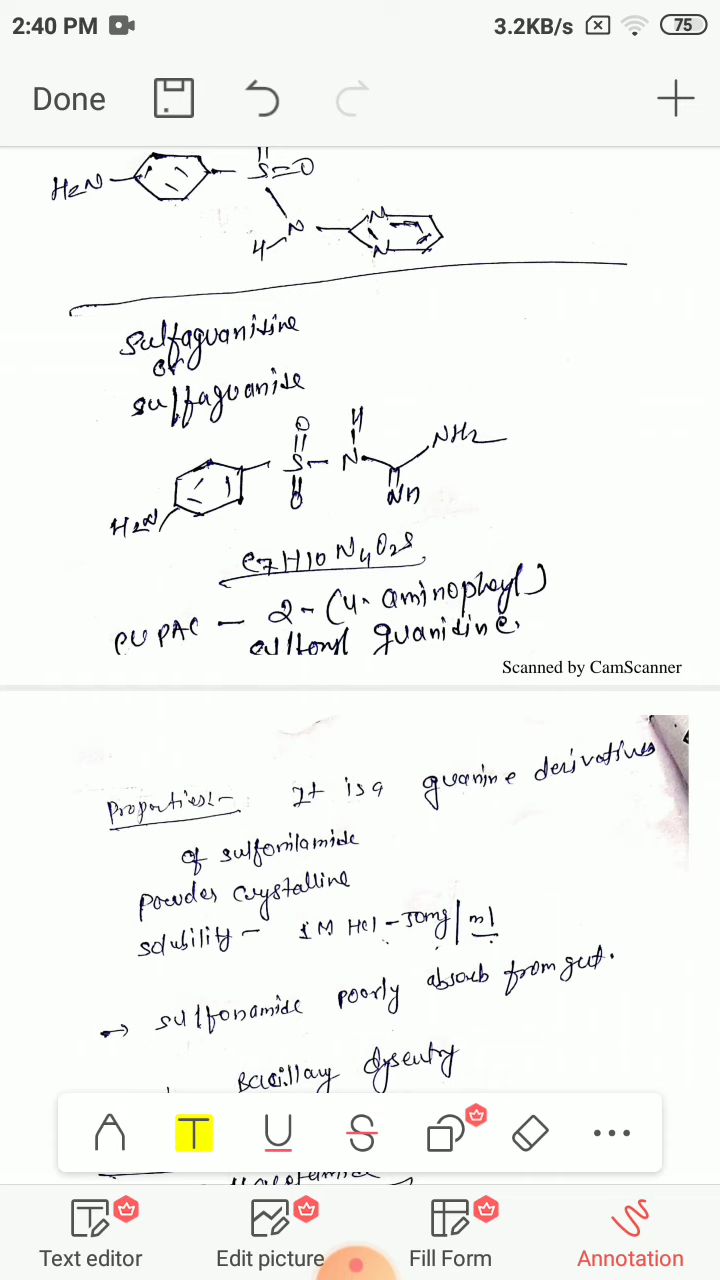 2:40 PM
3.2KB/s
75
Done
H2N
S=O
N
N
H
N
sulfaguanidine
or
sulfaguanide
O
H
NH2
S
N
O
NH
H2N
C7H10N4O2S
IUPAC - 2-(4-aminophyl)
sulfonyl guanidine
Scanned by CamScanner
Properties:- It is a guanine derivatives
of sulfonilamide
powder crystalline
solubility - 1M Hcl - 50mg/ml
→ sulfonamide poorly absorb from gut.
Bacillary dysentry
T
U
S
Text editor
Edit picture
Fill Form
Annotation